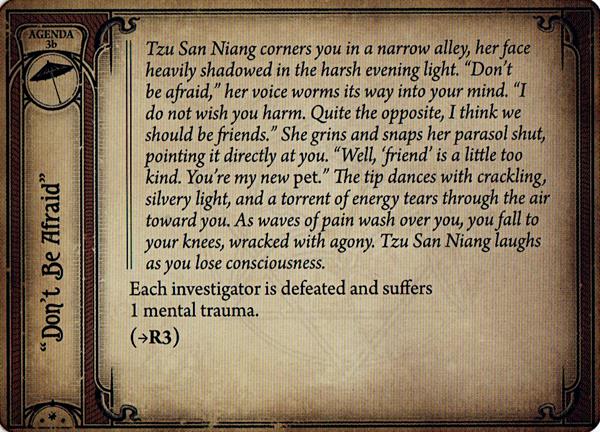 AGENDA
3b
“Don’t Be Afraid”
Tzu San Niang corners you in a narrow alley, her face
heavily shadowed in the harsh evening light. “Don’t
be afraid,” her voice worms its way into your mind. “I
do not wish you harm. Quite the opposite, I think we
should be friends.” She grins and snaps her parasol shut,
pointing it directly at you. “Well, ‘friend’ is a little too
kind. You’re my new pet.” The tip dances with crackling,
silvery light, and a torrent of energy tears through the air
toward you. As waves of pain wash over you, you fall to
your knees, wracked with agony. Tzu San Niang laughs
as you lose consciousness.
Each investigator is defeated and suffers
1 mental trauma.
(→R3)